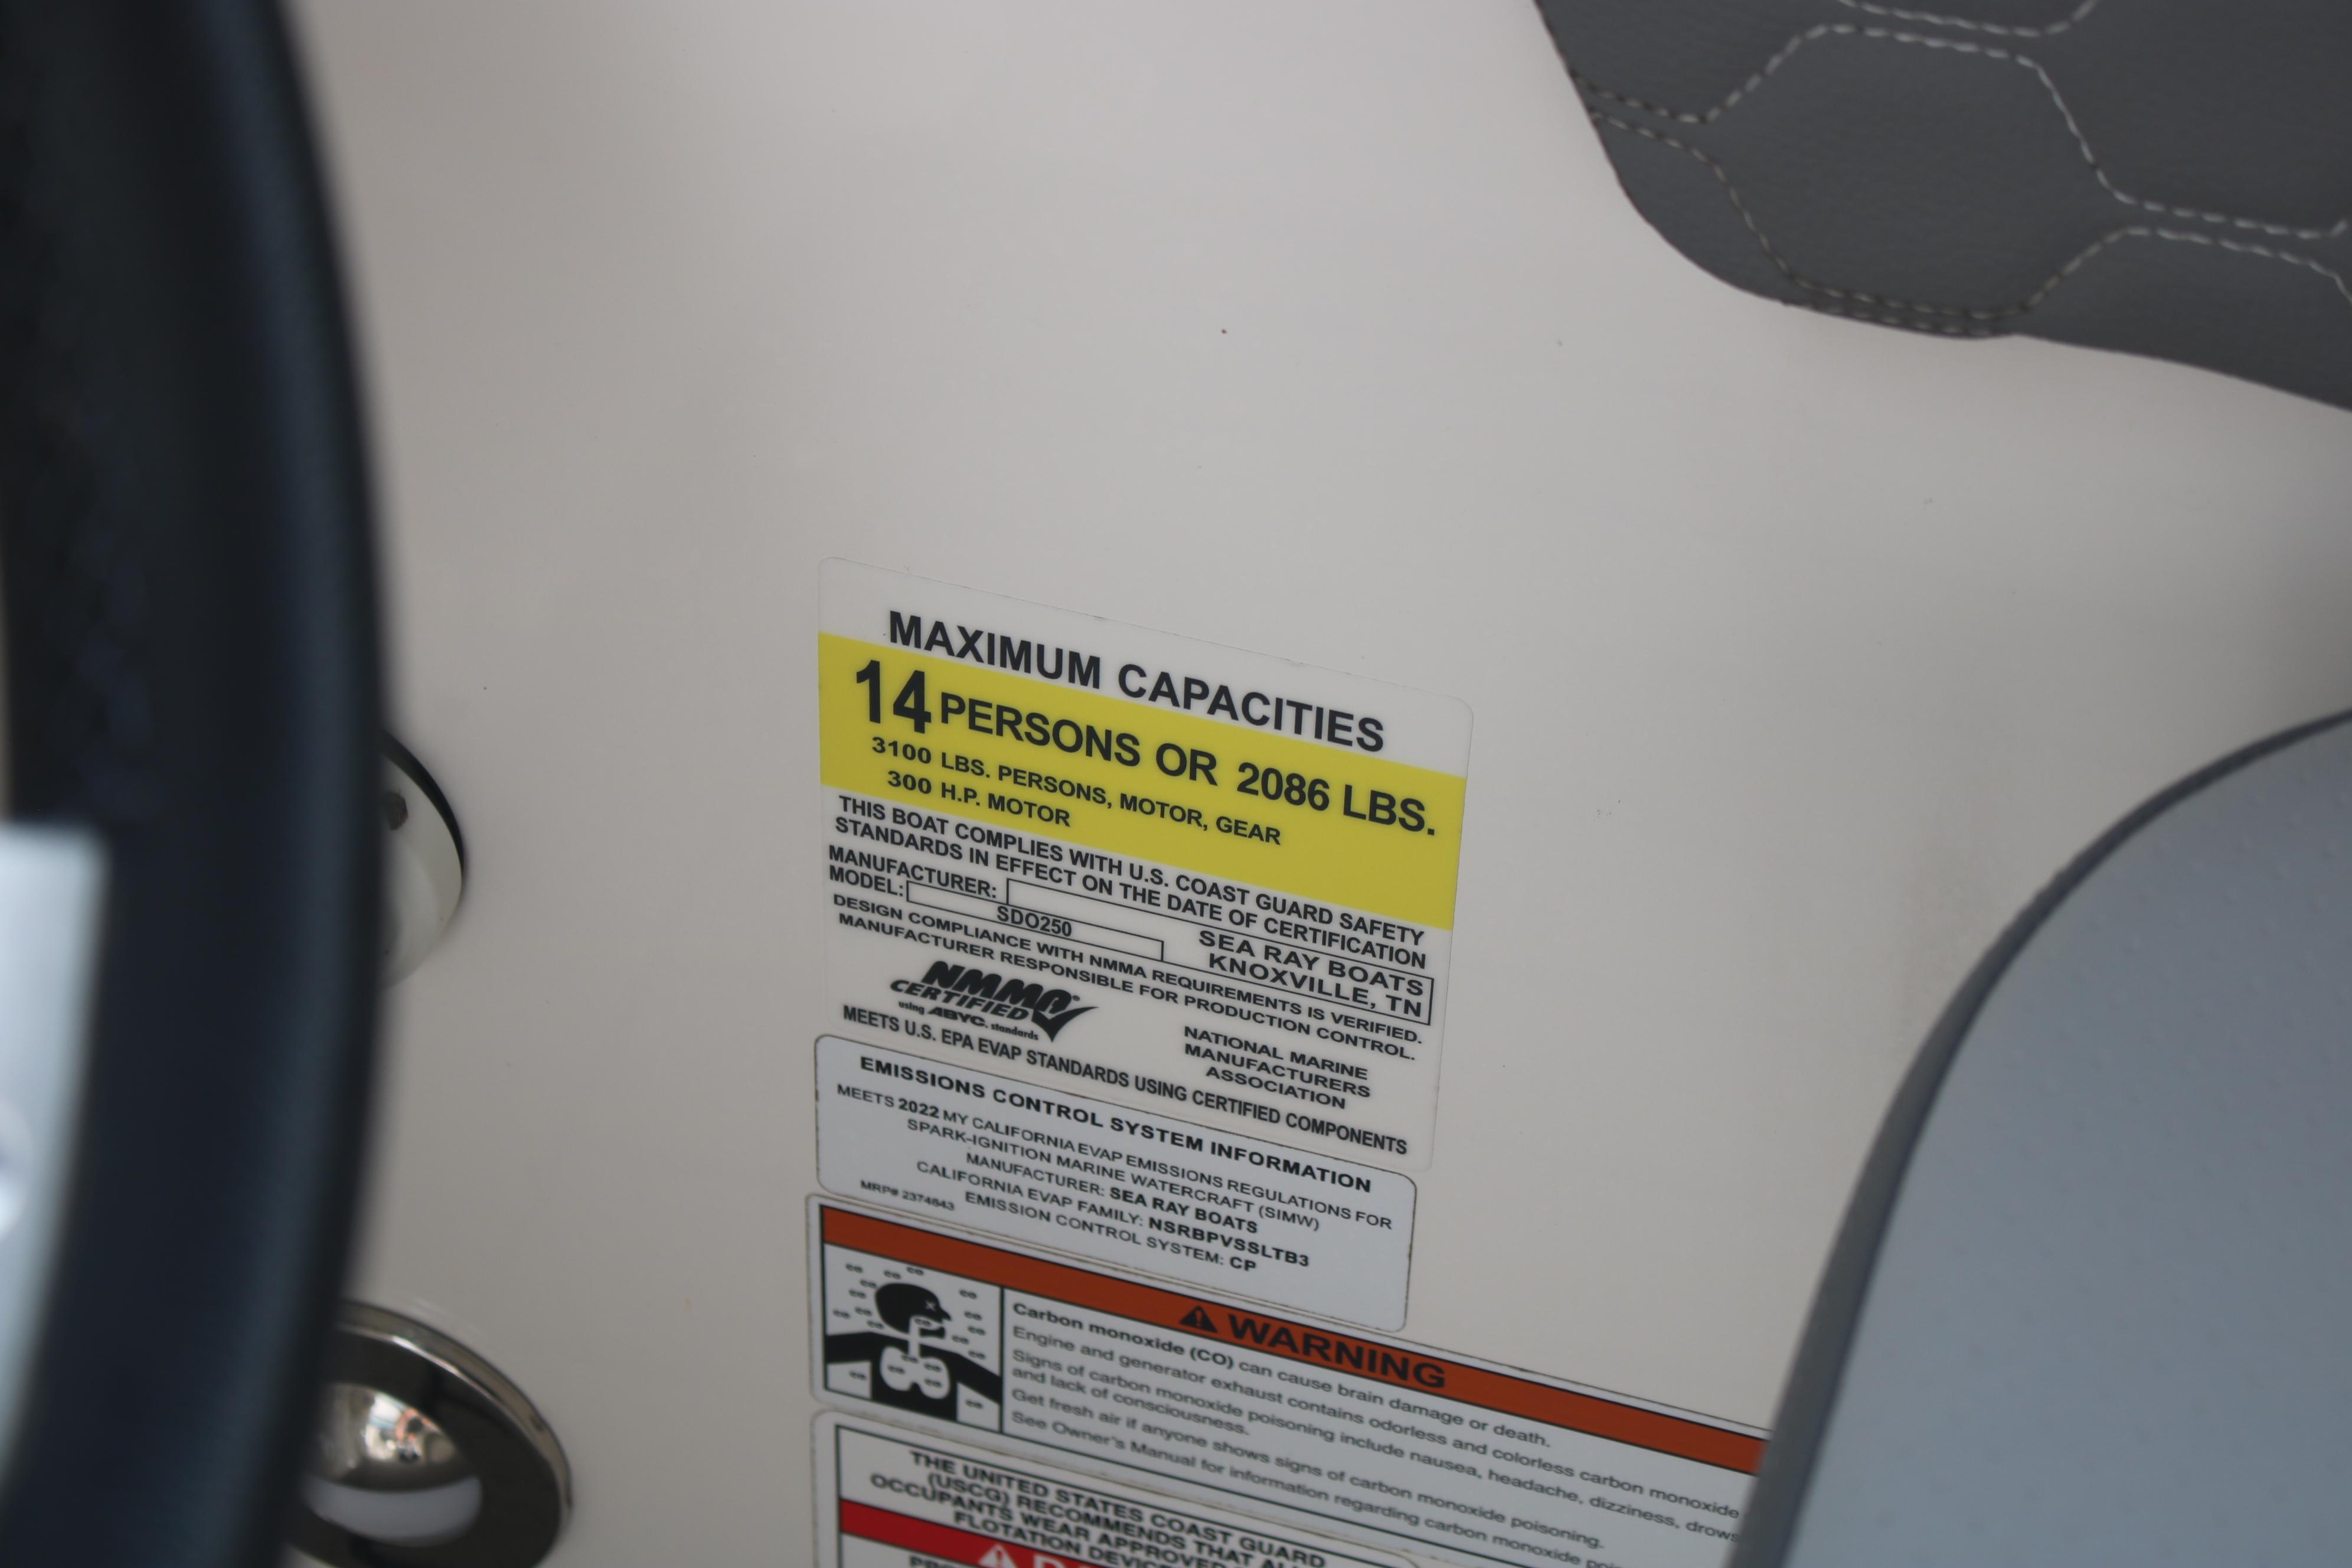 MAXIMUM CAPACITIES
14 PERSONS OR 2086 LBS.
3100 LBS. PERSONS, MOTOR, GEAR
300 H.P. MOTOR
THIS BOAT COMPLIES WITH U.S. COAST GUARD SAFETY
STANDARDS IN EFFECT ON THE DATE OF CERTIFICATION
MANUFACTURER: SEA RAY BOATS
KNOXVILLE, TN
MODEL: SDO250
DESIGN COMPLIANCE WITH NMMA REQUIREMENTS IS VERIFIED.
MANUFACTURER RESPONSIBLE FOR PRODUCTION CONTROL.
NMMA®
CERTIFIED
using ABYC. standards
NATIONAL MARINE
MANUFACTURERS
ASSOCIATION
MEETS U.S. EPA EVAP STANDARDS USING CERTIFIED COMPONENTS
EMISSIONS CONTROL SYSTEM INFORMATION
MEETS 2022 MY CALIFORNIA EVAP EMISSIONS REGULATIONS FOR
SPARK-IGNITION MARINE WATERCRAFT (SIMW)
MANUFACTURER: SEA RAY BOATS
CALIFORNIA EVAP FAMILY: NSRBPVSSLTB3
EMISSION CONTROL SYSTEM: CP
MRP# 2374843
WARNING
Carbon monoxide (CO) can cause brain damage or death.
Engine and generator exhaust contains odorless and colorless carbon monoxide
Signs of carbon monoxide poisoning include nausea, headache, dizziness, drows
and lack of consciousness.
Get fresh air if anyone shows signs of carbon monoxide poisoning.
See Owner's Manual for information regarding carbon monoxide poi
THE UNITED STATES COAST GUARD
(USCG) RECOMMENDS THAT AL
OCCUPANTS WEAR APPROVED
FLOTATION DEVIC